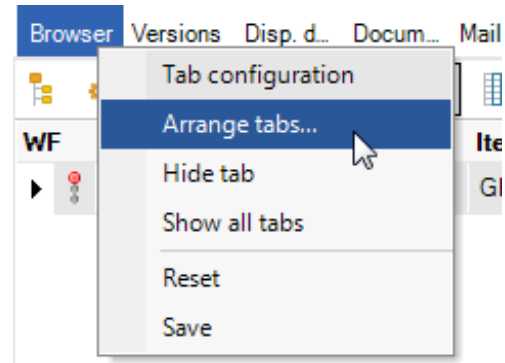 Browser Versions Disp. d... Docum... Mail
Tab configuration
WF
Arrange tabs...
Hide tab
Show all tabs
Reset
Save